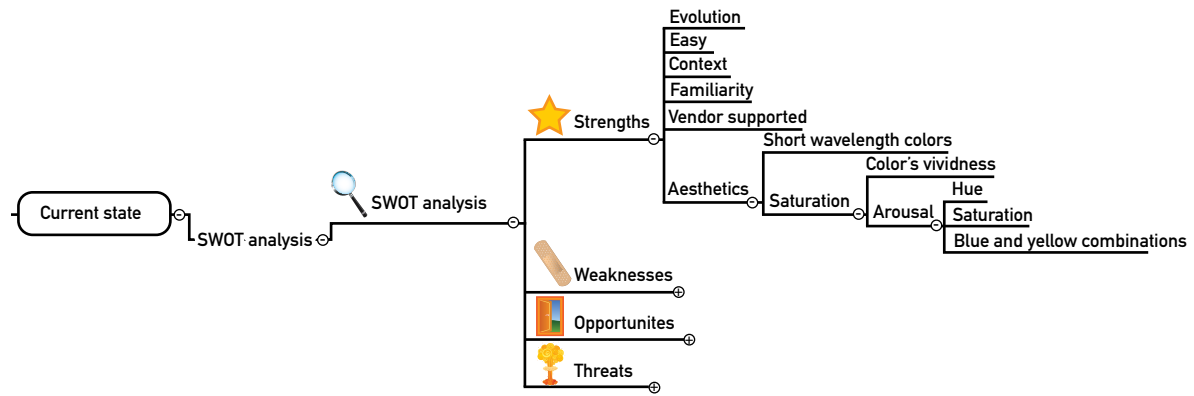 Current state
SWOT analysis
SWOT analysis
Strengths
Evolution
Easy
Context
Familiarity
Vendor supported
Aesthetics
Short wavelength colors
Saturation
Color's vividness
Arousal
Hue
Saturation
Blue and yellow combinations
Weaknesses
Opportunites
Threats